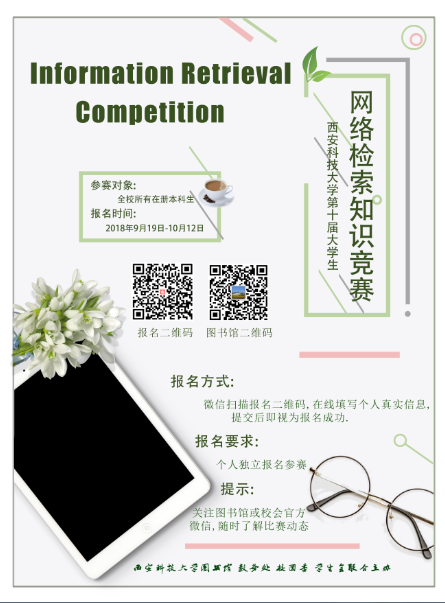 Information Retrieval
Competition
网络检索知识竞赛
西安科技大学第十届大学生
参赛对象:
全校所有在册本科生
报名时间:
2018年9月19日-10月12日
报名二维码
图书馆二维码
报名方式:
微信扫描报名二维码,在线填写个人真实信息,
提交后即视为报名成功.
报名要求:
个人独立报名参赛
提示:
关注图书馆或校会官方
微信,随时了解比赛动态
西安科技大学图书馆 教务处 校团委 学生会联合主办